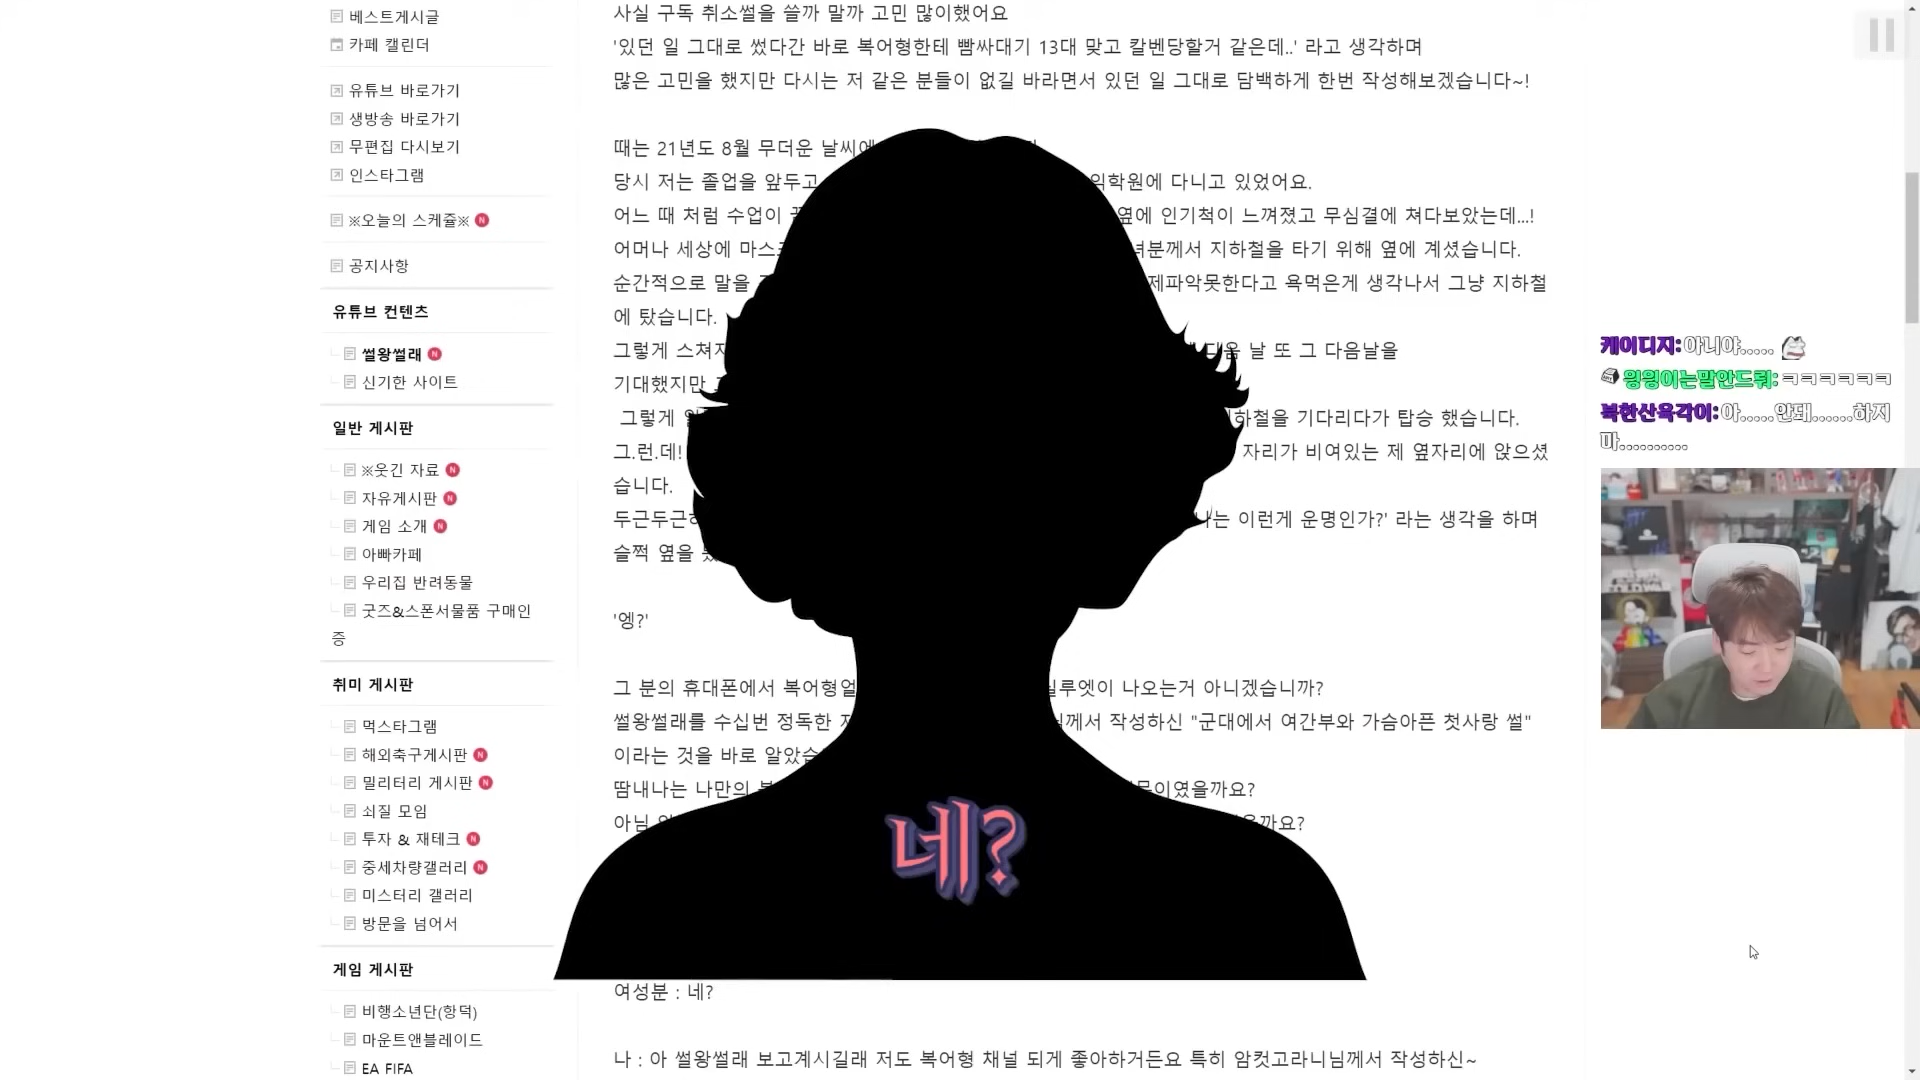 베스트게시글
카페 캘린더
유튜브 바로가기
생방송 바로가기
무편집 다시보기
인스타그램
※오늘의 스케줄※ N
공지사항
유튜브 컨텐츠
썰왕썰래 N
신기한 사이트
일반 게시판
※웃긴 자료 N
자유게시판 N
게임 소개 N
아빠카페
우리집 반려동물
굿즈&스폰서물품 구매인
증
취미 게시판
먹스타그램
해외축구게시판 N
밀리터리 게시판 N
쇠질 모임
투자 & 재테크 N
중세차량갤러리 N
미스터리 갤러리
방문을 넘어서
게임 게시판
비행소년단(항덕)
마운트앤블레이드
EA FIFA
사실 구독 취소썰을 쓸까 말까 고민 많이했어요
'있던 일 그대로 썼다간 바로 복어형한테 빰싸대기 13대 맞고 칼벤당할거 같은데..' 라고 생각하며
많은 고민을 했지만 다시는 저 같은 분들이 없길 바라면서 있던 일 그대로 담백하게 한번 작성해보겠습니다~!
때는 21년도 8월 무더운 날씨에
당시 저는 졸업을 앞두고 익학원에 다니고 있었어요.
어느 때 처럼 수업이 옆에 인기척이 느껴졌고 무심결에 쳐다보았는데...!
어머나 세상에 분께서 지하철을 타기 위해 옆에 계셨습니다.
순간적으로 말을 제파악못한다고 욕먹은게 생각나서 그냥 지하철
에 탔습니다.
그렇게 다음 날 또 그 다음날을
기대했지만
그렇게 하철을 기다리다가 탑승 했습니다.
그.런.데! 자리가 비여있는 제 옆자리에 앉으셨
습니다.
이런게 운명인가?' 라는 생각을 하며
슬쩍 옆을
'엥?'
그 분의 휴대폰에서 복어형얼 실루엣이 나오는거 아니겠습니까?
썰왕썰래를 수십번 정독한 님께서 작성하신 "군대에서 여간부와 가슴아픈 첫사랑 썰"
이라는 것을 바로
땀내나는 나만의 이였을까요?
아님 까요?
네?
여성분 : 네?
나 : 아 썰왕썰래 보고계시길래 저도 복어형 채널 되게 좋아하거든요 특히 암컷고라니님께서 작성하신~
케이디지: 아니야.....
윙윙이는말안드뤄: ㅋㅋㅋㅋㅋㅋ
북한산육각이: 아.....안돼......하지
마..........